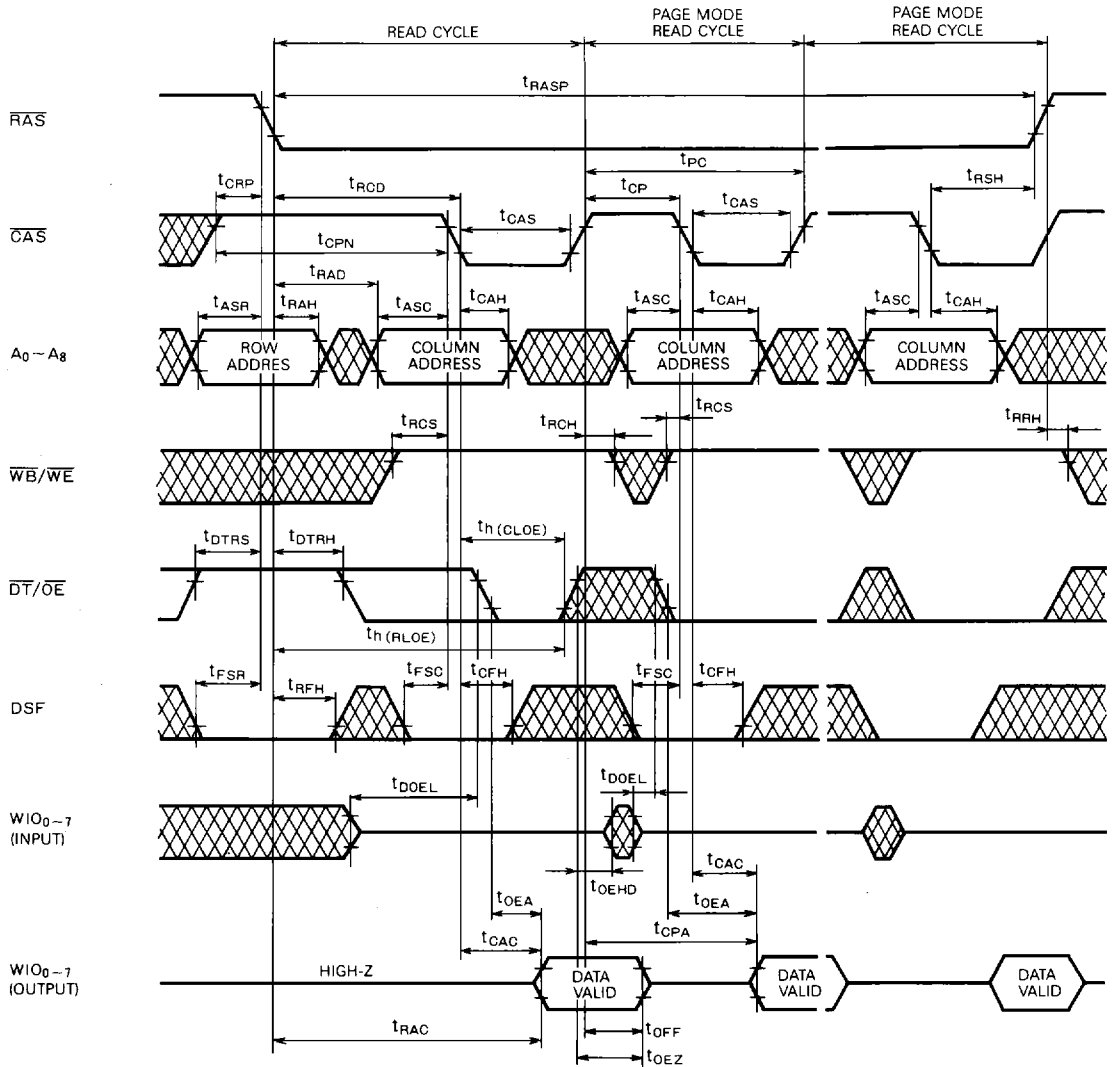 READ CYCLE
PAGE MODE
READ CYCLE
PAGE MODE
READ CYCLE
tRASP
RAS
tPC
tCRP
tRCD
tCP
tRSH
tCAS
tCAS
CAS
tCPN
tRAD
tASR
tRAH
tASC
tCAH
tASC
tCAH
tASC
tCAH
A0~A8
ROW
ADDRES
COLUMN
ADDRESS
COLUMN
ADDRESS
COLUMN
ADDRESS
tRCS
tRCH
tRCS
tRRH
WB/WE
th (CLOE)
tDTRS
tDTRH
DT/OE
th (RLOE)
tFSR
tRFH
tFSC
tCFH
tFSC
tCFH
DSF
tDOEL
tDOEL
WIO0~7
(INPUT)
tOEHD
tCAC
tOEA
tOEA
tCAC
tCPA
WIO0~7
(OUTPUT)
HIGH-Z
DATA
VALID
DATA
VALID
DATA
VALID
tRAC
tOFF
tOEZ